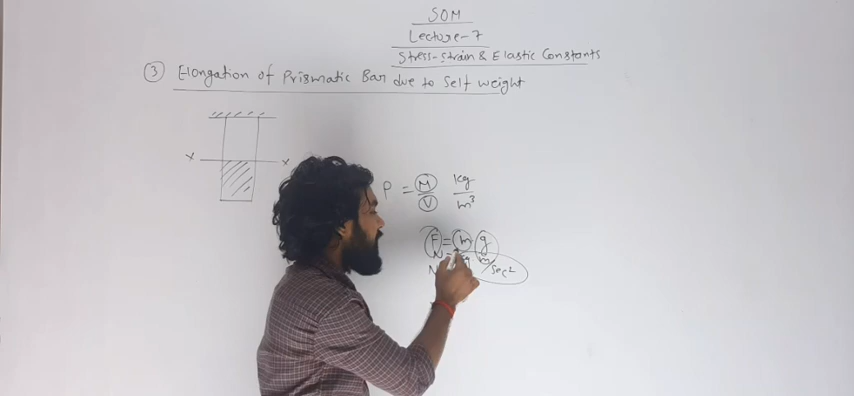 SOM
Lecture-7
Stress-strain & Elastic Constants
③ Elongation of Prismatic Bar due to Self weight
x x
ρ = M/V kg/m³
F = m g
N = kg m/sec²
N